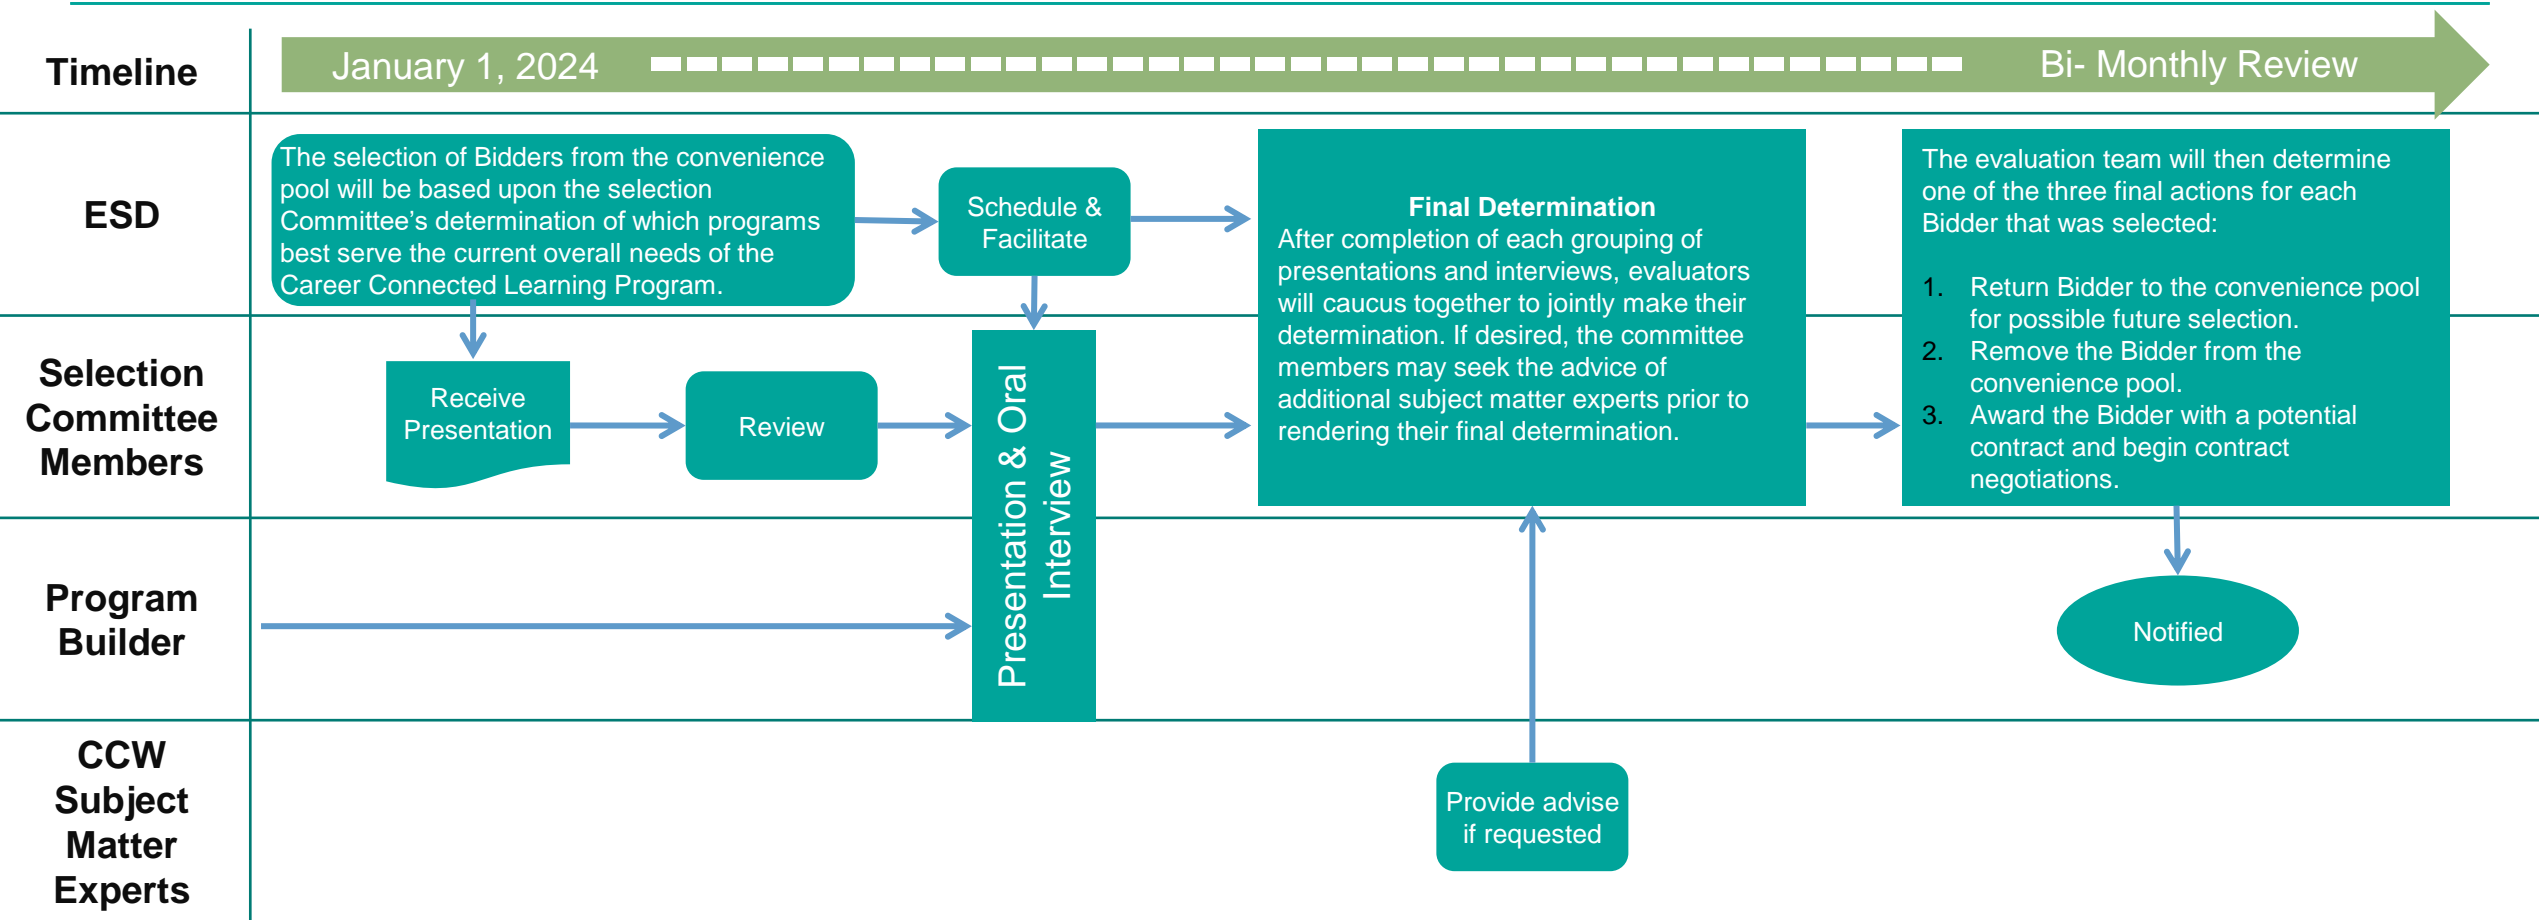 Timeline
January 1, 2024
Bi- Monthly Review
ESD
The selection of Bidders from the convenience
pool will be based upon the selection
Committee's determination of which programs
best serve the current overall needs of the
Career Connected Learning Program.
Schedule &
Facilitate
Final Determination
After completion of each grouping of
presentations and interviews, evaluators
will caucus together to jointly make their
determination. If desired, the committee
members may seek the advice of
additional subject matter experts prior to
rendering their final determination.
The evaluation team will then determine
one of the three final actions for each
Bidder that was selected:
1. Return Bidder to the convenience pool
for possible future selection.
2. Remove the Bidder from the
convenience pool.
3. Award the Bidder with a potential
contract and begin contract
negotiations.
Selection
Committee
Members
Receive
Presentation
Review
Presentation & Oral
Interview
Program
Builder
Notified
CCW
Subject
Matter
Experts
Provide advise
if requested